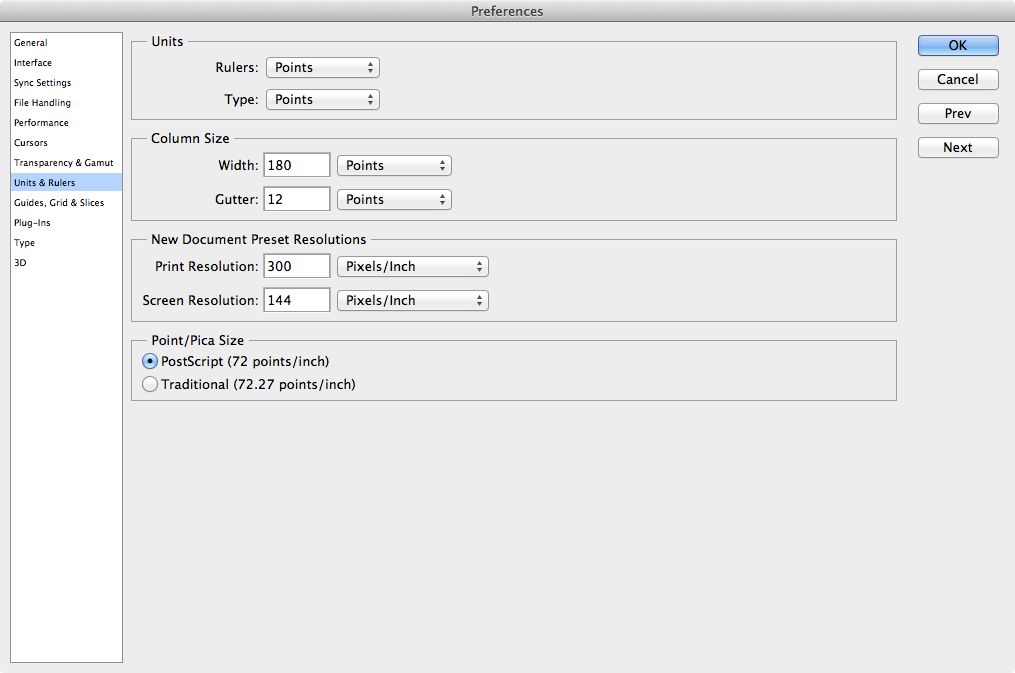 Preferences
General
Interface
Sync Settings
File Handling
Performance
Cursors
Transparency & Gamut
Units & Rulers
Guides, Grid & Slices
Plug-Ins
Type
3D
Units
Rulers: Points
Type: Points
Column Size
Width: 180 Points
Gutter: 12 Points
New Document Preset Resolutions
Print Resolution: 300 Pixels/Inch
Screen Resolution: 144 Pixels/Inch
Point/Pica Size
PostScript (72 points/inch)
Traditional (72.27 points/inch)
OK
Cancel
Prev
Next